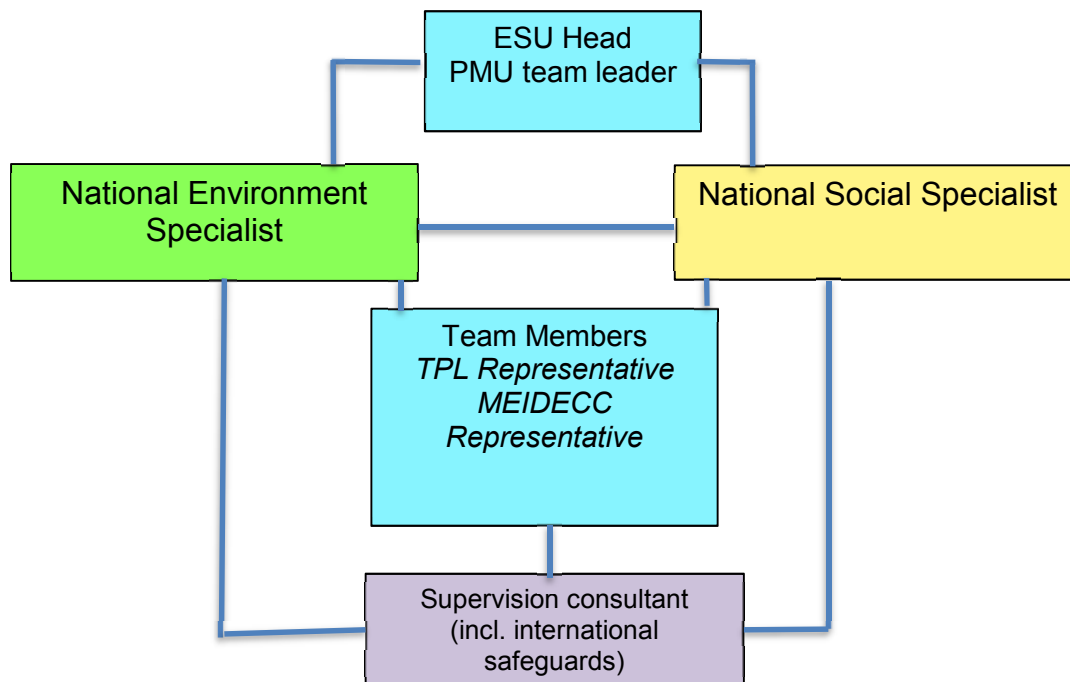 ESU Head
PMU team leader
National Environment
Specialist
National Social Specialist
Team Members
TPL Representative
MEIDECC
Representative
Supervision consultant
(incl. international
safeguards)